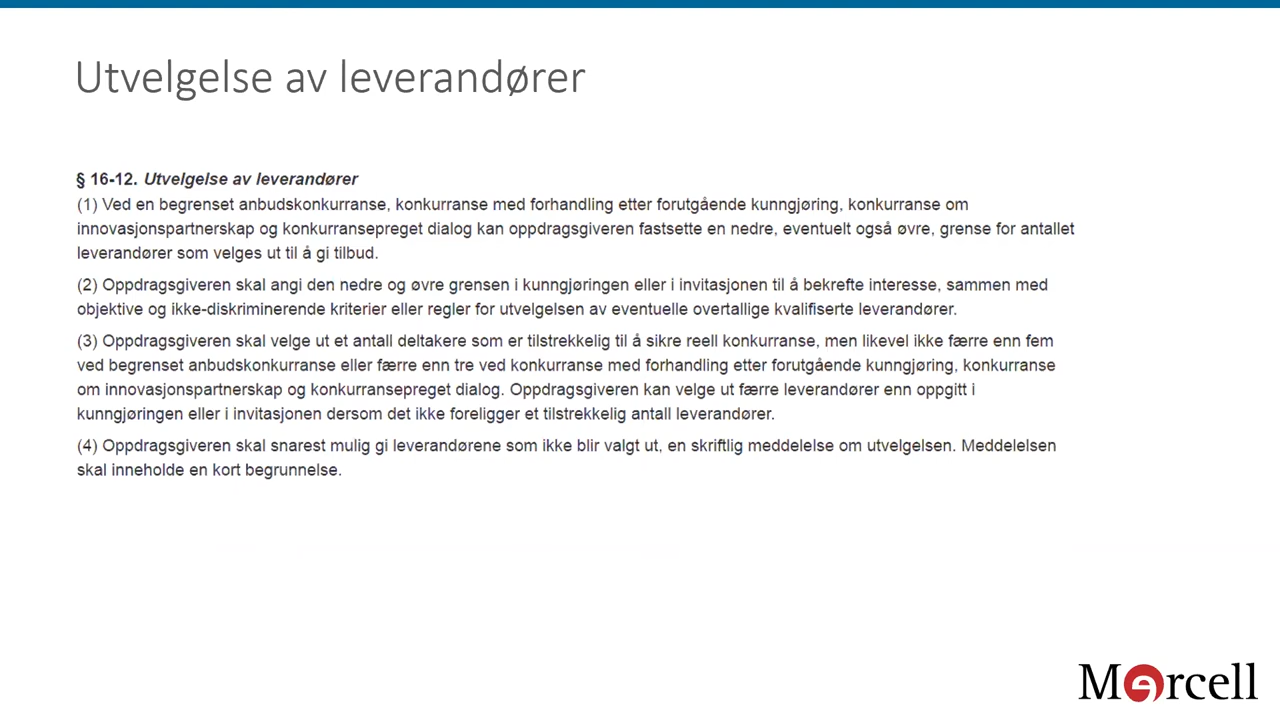 Utvelgelse av leverandører
§ 16-12. Utvelgelse av leverandører
(1) Ved en begrenset anbudskonkurranse, konkurranse med forhandling etter forutgående kunngjøring, konkurranse om
innovasjonspartnerskap og konkurransepreget dialog kan oppdragsgiveren fastsette en nedre, eventuelt også øvre, grense for antallet
leverandører som velges ut til å gi tilbud.
(2) Oppdragsgiveren skal angi den nedre og øvre grensen i kunngjøringen eller i invitasjonen til å bekrefte interesse, sammen med
objektive og ikke-diskriminerende kriterier eller regler for utvelgelsen av eventuelle overtallige kvalifiserte leverandører.
(3) Oppdragsgiveren skal velge ut et antall deltakere som er tilstrekkelig til å sikre reell konkurranse, men likevel ikke færre enn fem
ved begrenset anbudskonkurranse eller færre enn tre ved konkurranse med forhandling etter forutgående kunngjøring, konkurranse
om innovasjonspartnerskap og konkurransepreget dialog. Oppdragsgiveren kan velge ut færre leverandører enn oppgitt i
kunngjøringen eller i invitasjonen dersom det ikke foreligger et tilstrekkelig antall leverandører.
(4) Oppdragsgiveren skal snarest mulig gi leverandørene som ikke blir valgt ut, en skriftlig meddelelse om utvelgelsen. Meddelelsen
skal inneholde en kort begrunnelse.
Mercell